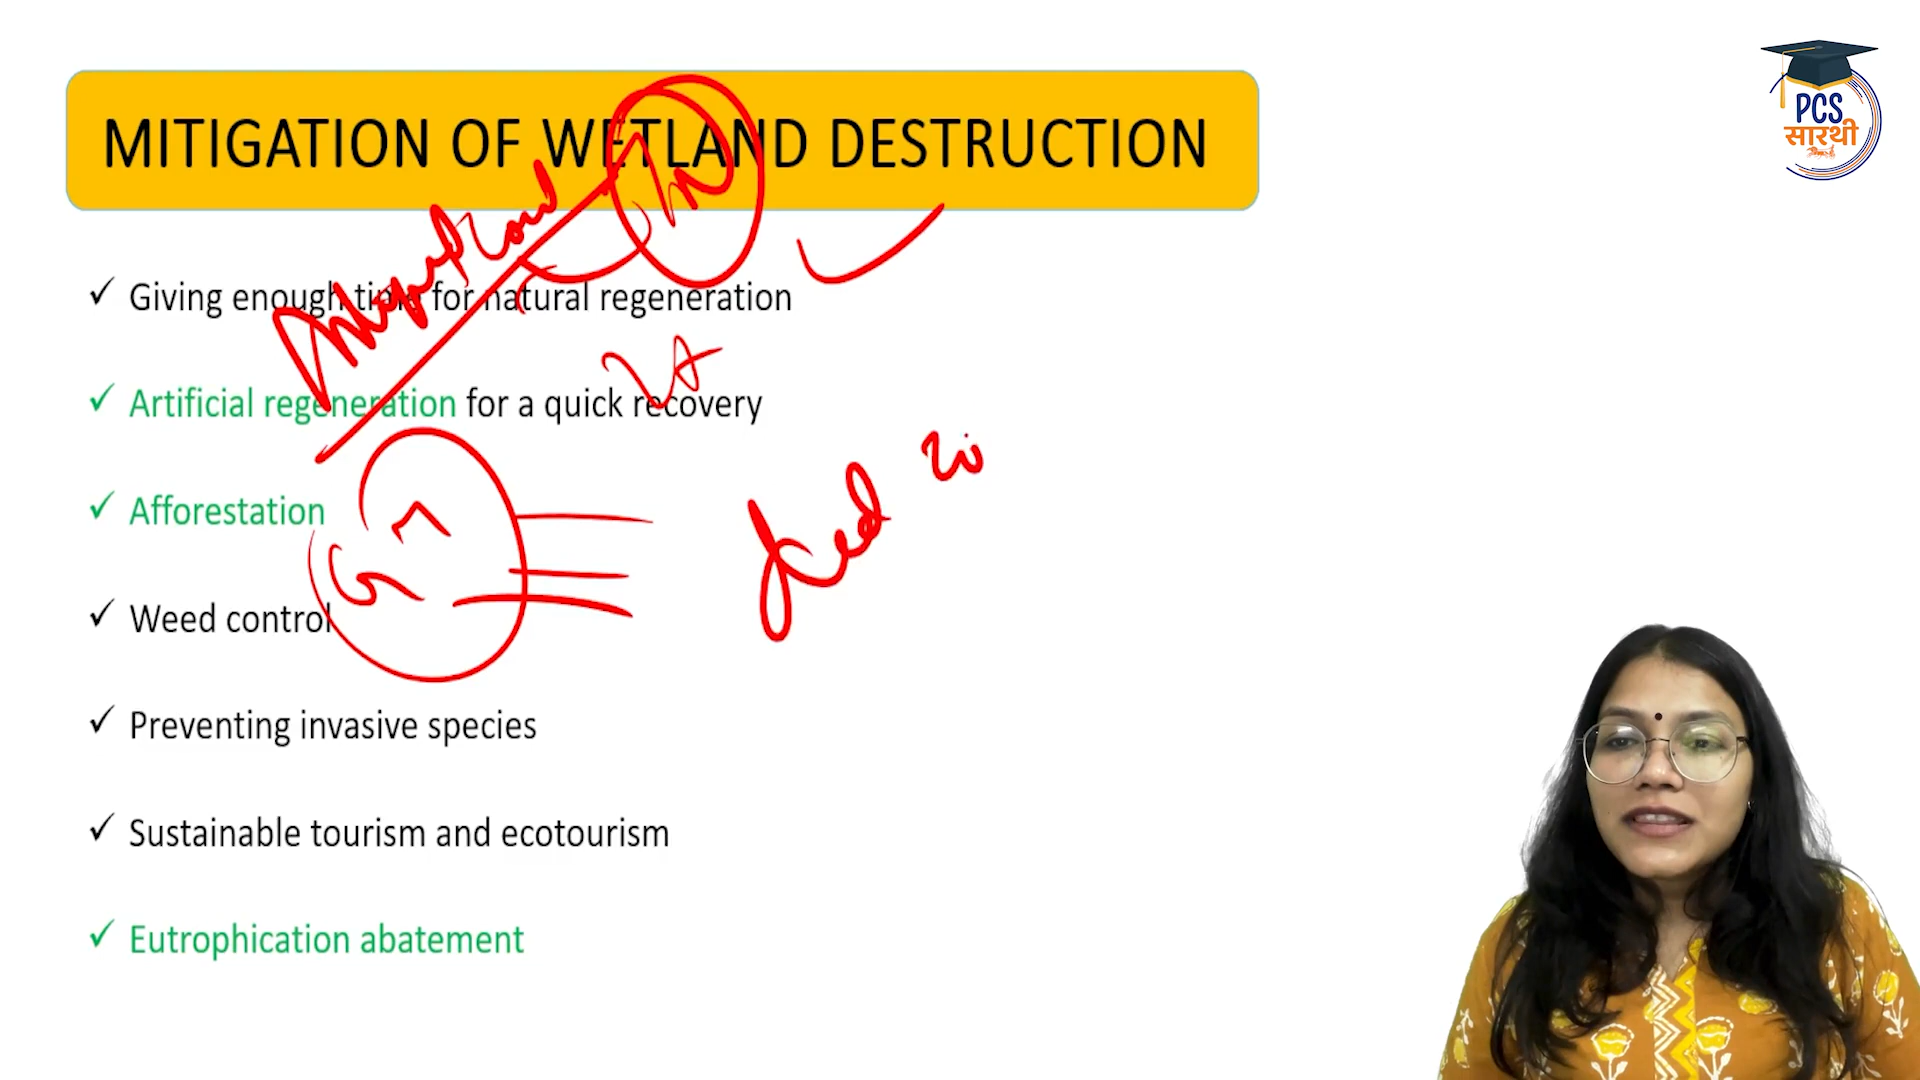 PCS
सारथी
MITIGATION OF WETLAND DESTRUCTION
✓ Giving enough time for natural regeneration
✓ Artificial regeneration for a quick recovery
✓ Afforestation
✓ Weed control
✓ Preventing invasive species
✓ Sustainable tourism and ecotourism
✓ Eutrophication abatement